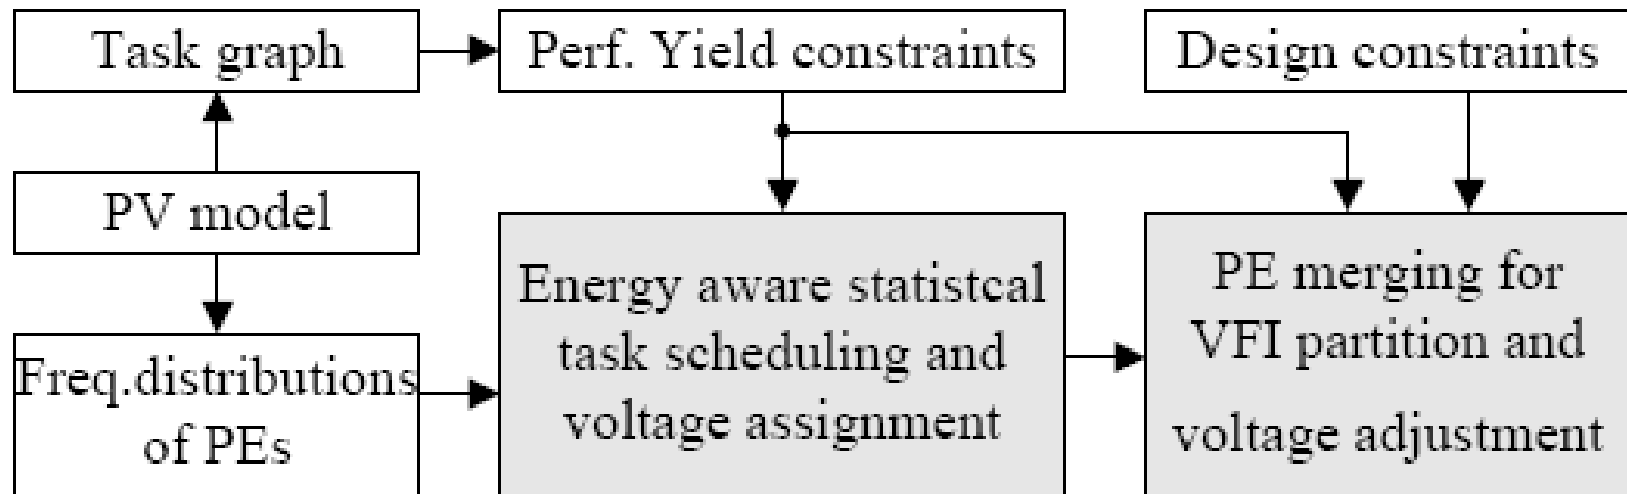 Task graph
Perf. Yield constraints
Design constraints
PV model
Freq.distributions
of PEs
Energy aware statistcal
task scheduling and
voltage assignment
PE merging for
VFI partition and
voltage adjustment